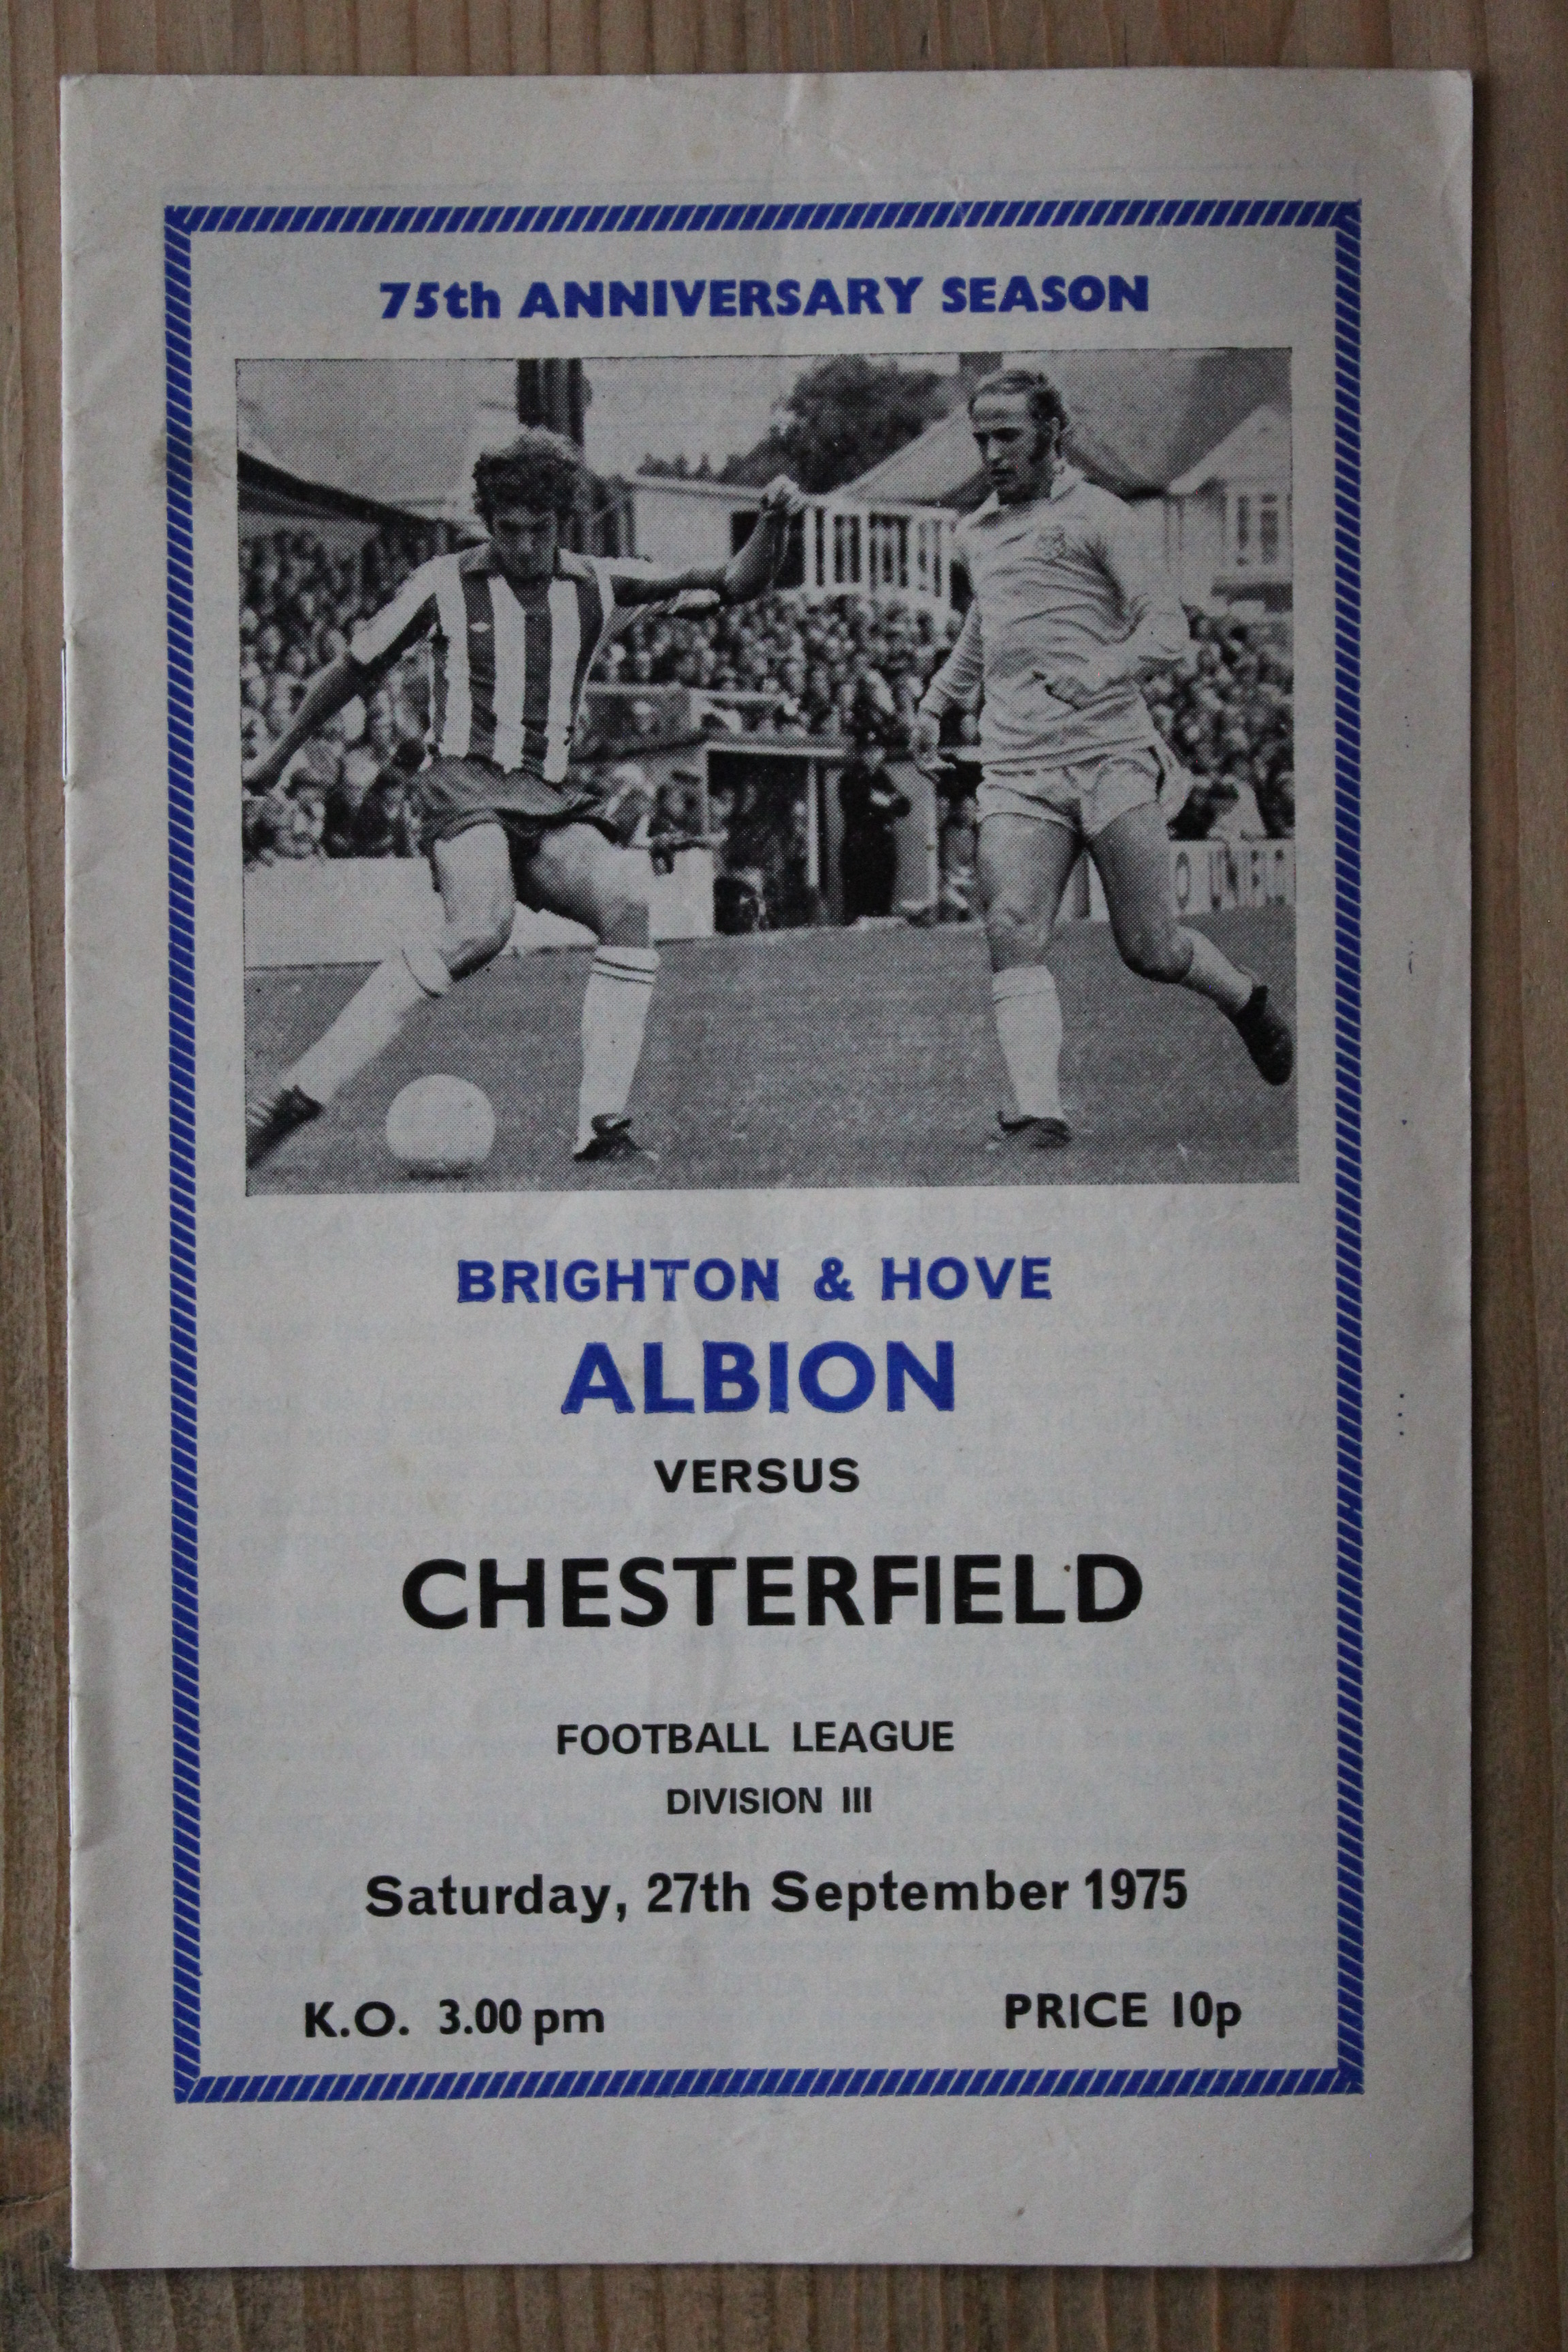 75th ANNIVERSARY SEASON
BRIGHTON & HOVE
ALBION
VERSUS
CHESTERFIELD
FOOTBALL LEAGUE
DIVISION III
Saturday, 27th September 1975
K.O. 3.00 pm PRICE 10p